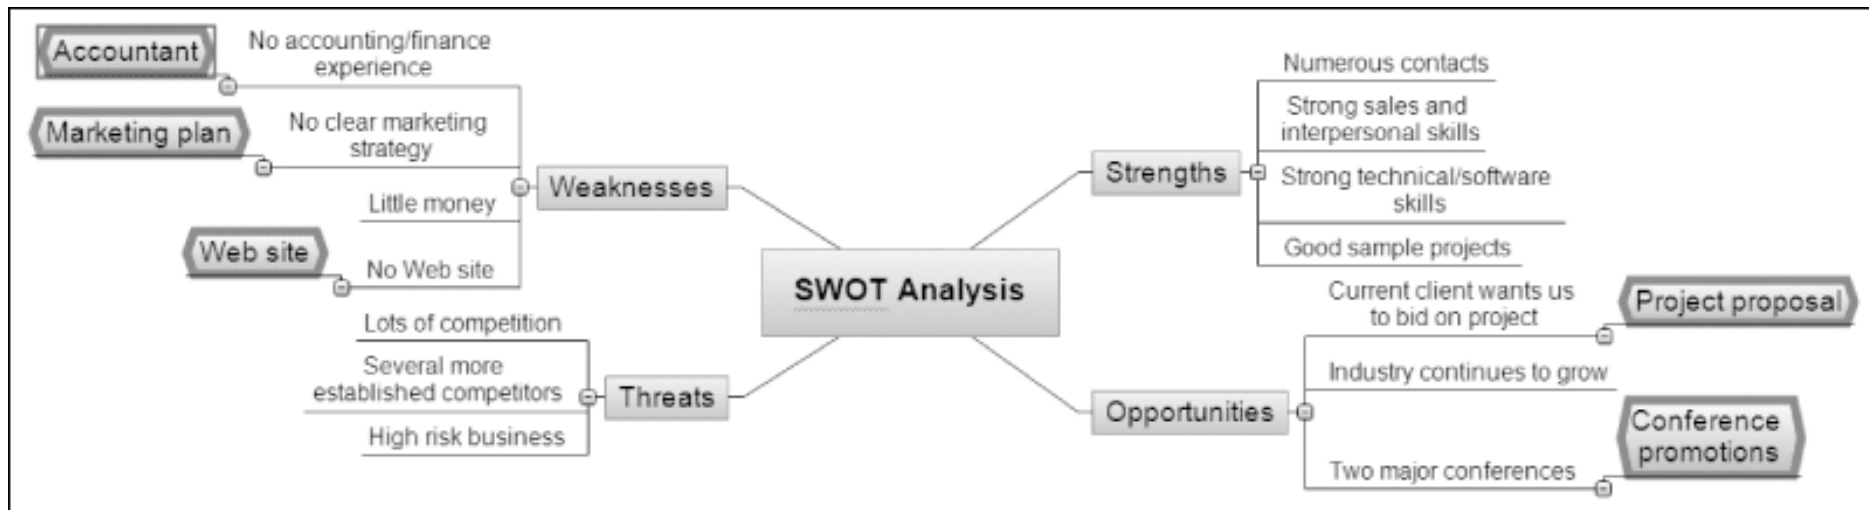 Accountant
No accounting/finance
experience
Marketing plan
No clear marketing
strategy
Weaknesses
Little money
Web site
No Web site
Lots of competition
Several more
established competitors
Threats
High risk business
SWOT Analysis
Numerous contacts
Strong sales and
interpersonal skills
Strengths
Strong technical/software
skills
Good sample projects
Current client wants us
to bid on project
Project proposal
Industry continues to grow
Opportunities
Conference
promotions
Two major conferences